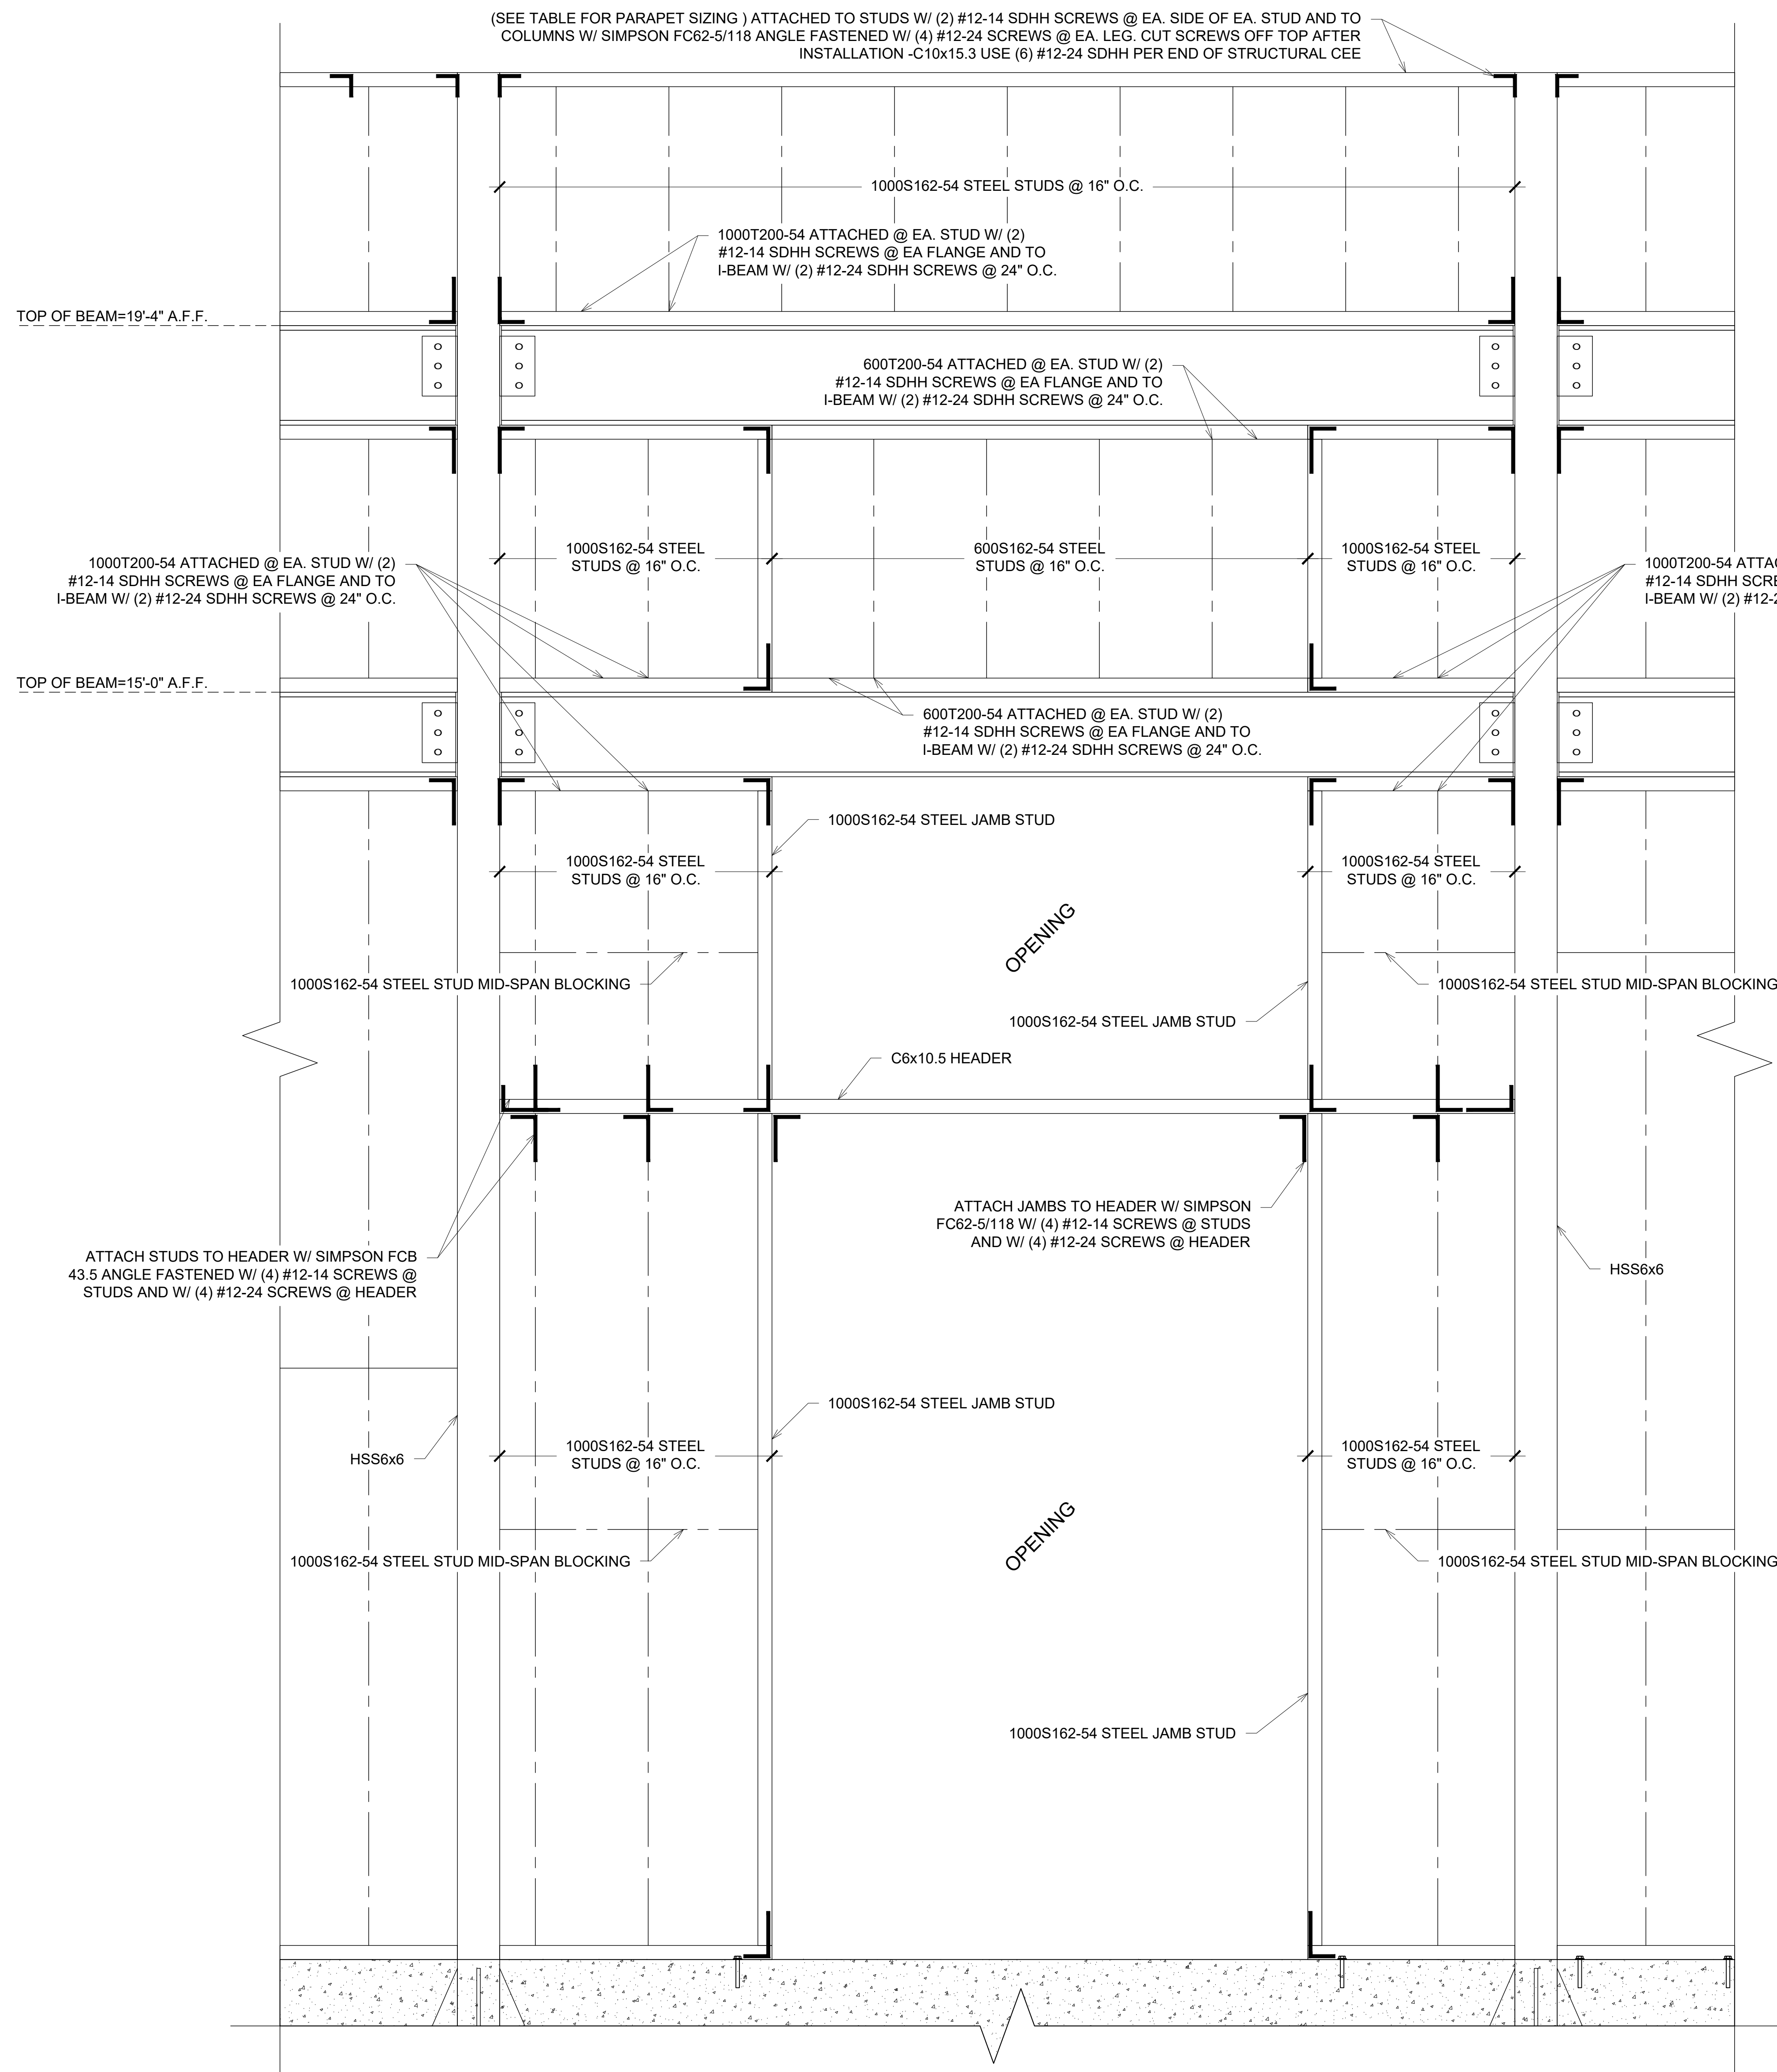 (SEE TABLE FOR PARAPET SIZING ) ATTACHED TO STUDS W/ (2) #12-14 SDHH SCREWS @ EA. SIDE OF EA. STUD AND TO
COLUMNS W/ SIMPSON FC62-5/118 ANGLE FASTENED W/ (4) #12-24 SCREWS @ EA. LEG. CUT SCREWS OFF TOP AFTER
INSTALLATION -C10x15.3 USE (6) #12-24 SDHH PER END OF STRUCTURAL CEE
1000S162-54 STEEL STUDS @ 16" O.C.
1000T200-54 ATTACHED @ EA. STUD W/ (2)
#12-14 SDHH SCREWS @ EA FLANGE AND TO
I-BEAM W/ (2) #12-24 SDHH SCREWS @ 24" O.C.
TOP OF BEAM=19'-4" A.F.F.
600T200-54 ATTACHED @ EA. STUD W/ (2)
#12-14 SDHH SCREWS @ EA FLANGE AND TO
I-BEAM W/ (2) #12-24 SDHH SCREWS @ 24" O.C.
1000T200-54 ATTACHED @ EA. STUD W/ (2)
#12-14 SDHH SCREWS @ EA FLANGE AND TO
I-BEAM W/ (2) #12-24 SDHH SCREWS @ 24" O.C.
1000S162-54 STEEL
STUDS @ 16" O.C.
600S162-54 STEEL
STUDS @ 16" O.C.
1000S162-54 STEEL
STUDS @ 16" O.C.
1000T200-54 ATTA
#12-14 SDHH SCR
I-BEAM W/ (2) #12-
TOP OF BEAM=15'-0" A.F.F.
600T200-54 ATTACHED @ EA. STUD W/ (2)
#12-14 SDHH SCREWS @ EA FLANGE AND TO
I-BEAM W/ (2) #12-24 SDHH SCREWS @ 24" O.C.
1000S162-54 STEEL JAMB STUD
1000S162-54 STEEL
STUDS @ 16" O.C.
1000S162-54 STEEL
STUDS @ 16" O.C.
OPENING
1000S162-54 STEEL STUD MID-SPAN BLOCKING
1000S162-54 STEEL STUD MID-SPAN BLOCKING
1000S162-54 STEEL JAMB STUD
C6x10.5 HEADER
ATTACH JAMBS TO HEADER W/ SIMPSON
FC62-5/118 W/ (4) #12-14 SCREWS @ STUDS
AND W/ (4) #12-24 SCREWS @ HEADER
ATTACH STUDS TO HEADER W/ SIMPSON FCB
43.5 ANGLE FASTENED W/ (4) #12-14 SCREWS @
STUDS AND W/ (4) #12-24 SCREWS @ HEADER
HSS6x6
1000S162-54 STEEL JAMB STUD
HSS6x6
1000S162-54 STEEL
STUDS @ 16" O.C.
1000S162-54 STEEL
STUDS @ 16" O.C.
OPENING
1000S162-54 STEEL STUD MID-SPAN BLOCKING
1000S162-54 STEEL STUD MID-SPAN BLOCKING
1000S162-54 STEEL JAMB STUD